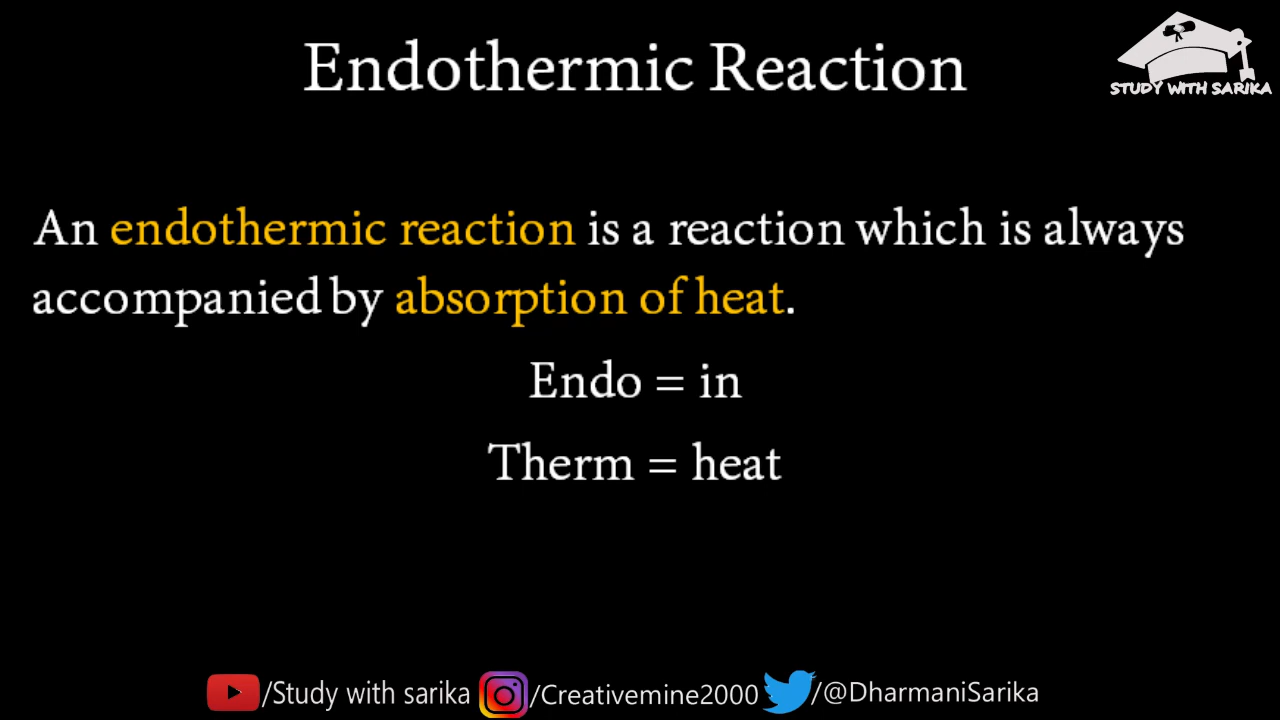 Endothermic Reaction
STUDY WITH SARIKA
An endothermic reaction is a reaction which is always
accompanied by absorption of heat.
Endo = in
Therm = heat
/Study with sarika /Creativemine2000 /@DharmaniSarika